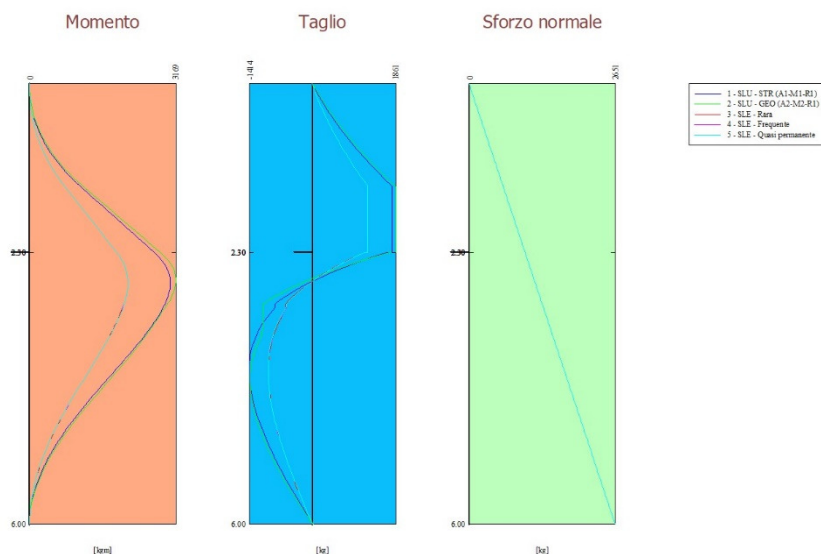 Momento
Taglio
Sforzo normale
0
3169
-1414
1861
0
2651
1 - SLU - STR (A1-M1-R1)
2 - SLU - GEO (A2-M2-R1)
3 - SLE - Rara
4 - SLE - Frequente
5 - SLE - Quasi permanente
2.30
2.30
2.30
6.00
6.00
6.00
[kgm]
[kg]
[kg]